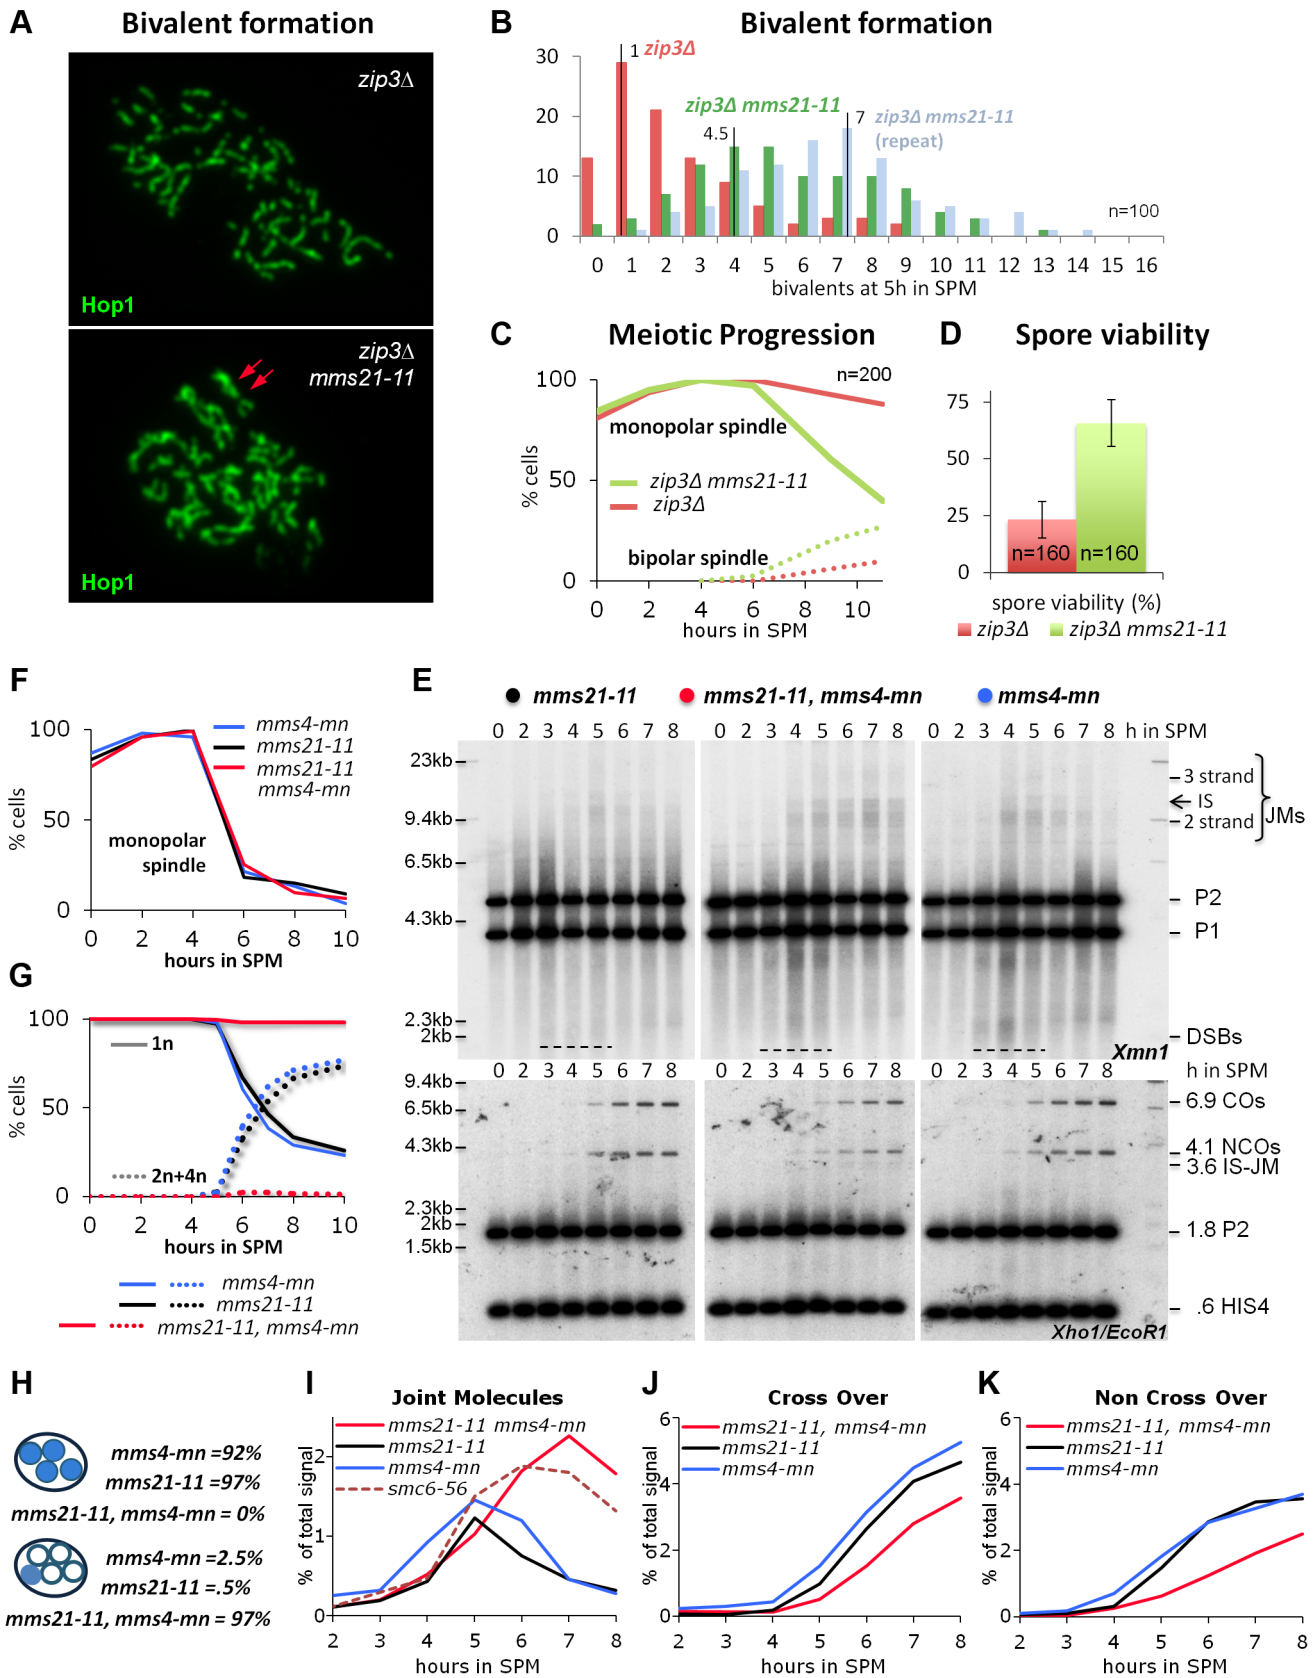 A
Bivalent formation
zip3Δ
Hop1
zip3Δ
mms21-11
Hop1
B
Bivalent formation
30
20
10
0
1 zip3Δ
zip3Δ mms21-11
4.5
7 zip3Δ mms21-11
(repeat)
n=100
0 1 2 3 4 5 6 7 8 9 10 11 12 13 14 15 16
bivalents at 5h in SPM
C
Meiotic Progression
100
50
0
% cells
n=200
monopolar spindle
zip3Δ mms21-11
zip3Δ
bipolar spindle
0 2 4 6 8 10
hours in SPM
D
Spore viability
75
50
25
0
n=160 n=160
spore viability (%)
zip3Δ zip3Δ mms21-11
F
100
50
0
% cells
mms4-mn
mms21-11
mms21-11
mms4-mn
monopolar
spindle
0 2 4 6 8 10
hours in SPM
G
100
50
0
% cells
1n
2n+4n
0 2 4 6 8 10
hours in SPM
mms4-mn
mms21-11
mms21-11, mms4-mn
E
mms21-11 mms21-11, mms4-mn mms4-mn
0 2 3 4 5 6 7 8 0 2 3 4 5 6 7 8 0 2 3 4 5 6 7 8 h in SPM
23kb
9.4kb
6.5kb
4.3kb
2.3kb
2kb
3 strand
IS
2 strand
JMs
P2
P1
DSBs
Xmn1
0 2 3 4 5 6 7 8 0 2 3 4 5 6 7 8 0 2 3 4 5 6 7 8 h in SPM
9.4kb
6.5kb
4.3kb
2.3kb
2kb
1.5kb
6.9 COs
4.1 NCOs
3.6 IS-JM
1.8 P2
.6 HIS4
Xho1/EcoR1
H
mms4-mn =92%
mms21-11 =97%
mms21-11, mms4-mn = 0%
mms4-mn =2.5%
mms21-11 =.5%
mms21-11, mms4-mn = 97%
I
Joint Molecules
mms21-11 mms4-mn
mms21-11
mms4-mn
smc6-56
2
1
0
% of total signal
2 3 4 5 6 7 8
hours in SPM
J
Cross Over
mms21-11, mms4-mn
mms21-11
mms4-mn
6
4
2
0
% of total signal
2 3 4 5 6 7 8
hours in SPM
K
Non Cross Over
mms21-11, mms4-mn
mms21-11
mms4-mn
6
4
2
0
% of total signal
2 3 4 5 6 7 8
hours in SPM